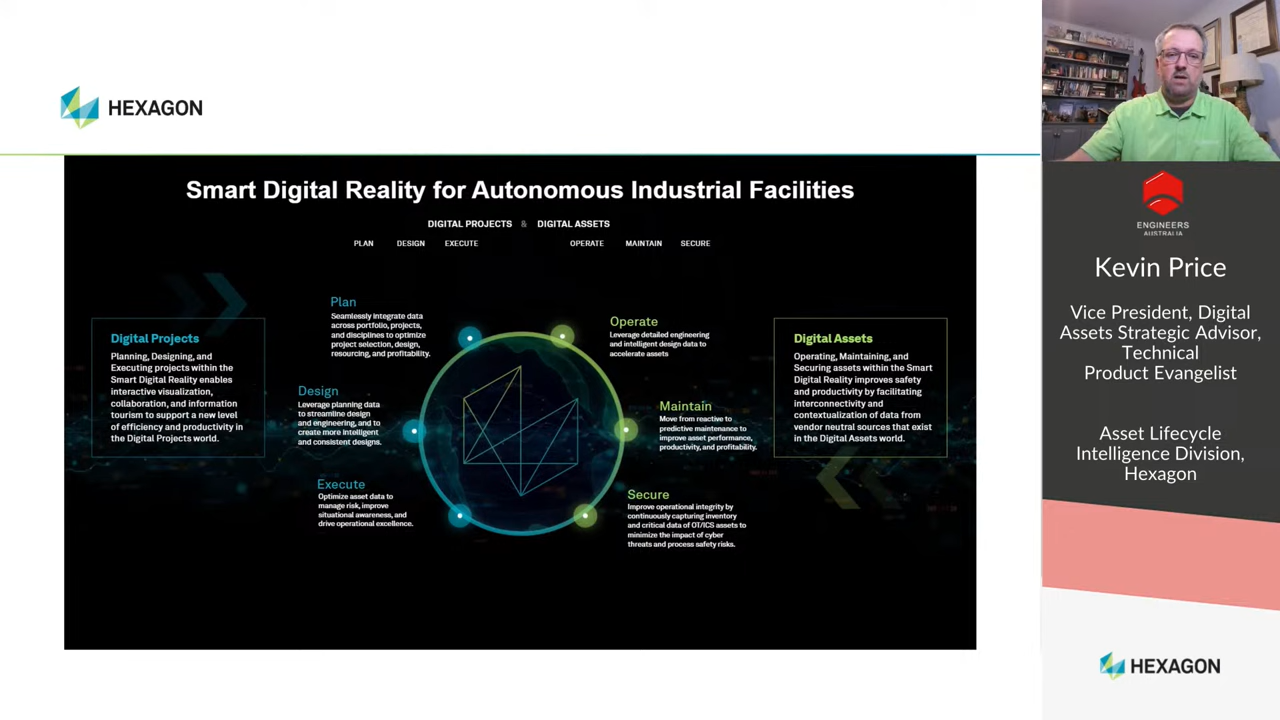 HEXAGON
Smart Digital Reality for Autonomous Industrial Facilities
DIGITAL PROJECTS & DIGITAL ASSETS
PLAN DESIGN EXECUTE OPERATE MAINTAIN SECURE
Digital Projects
Planning, Designing, and
Executing projects within the
Smart Digital Reality enables
interactive visualization,
collaboration, and information
tourism to support a new level
of efficiency and productivity in
the Digital Projects world.
Plan
Seamlessly integrate data
across portfolio, projects,
and disciplines to optimize
project selection, design,
resourcing, and profitability.
Design
Leverage planning data
to streamline design
and engineering, and to
create more intelligent
and consistent designs.
Execute
Optimize asset data to
manage risk, improve
situational awareness, and
drive operational excellence.
Operate
Leverage detailed engineering
and intelligent design data to
accelerate assets
Maintain
Move from reactive to
predictive maintenance to
improve asset performance,
productivity, and profitability.
Secure
Improve operational integrity by
continuously capturing inventory
and critical data of OT/ICS assets to
minimize the impact of cyber
threats and process safety risks.
Digital Assets
Operating, Maintaining, and
Securing assets within the Smart
Digital Reality improves safety
and productivity by facilitating
interconnectivity and
contextualization of data from
vendor neutral sources that exist
in the Digital Assets world.
ENGINEERS
AUSTRALIA
Kevin Price
Vice President, Digital
Assets Strategic Advisor,
Technical
Product Evangelist
Asset Lifecycle
Intelligence Division,
Hexagon
HEXAGON